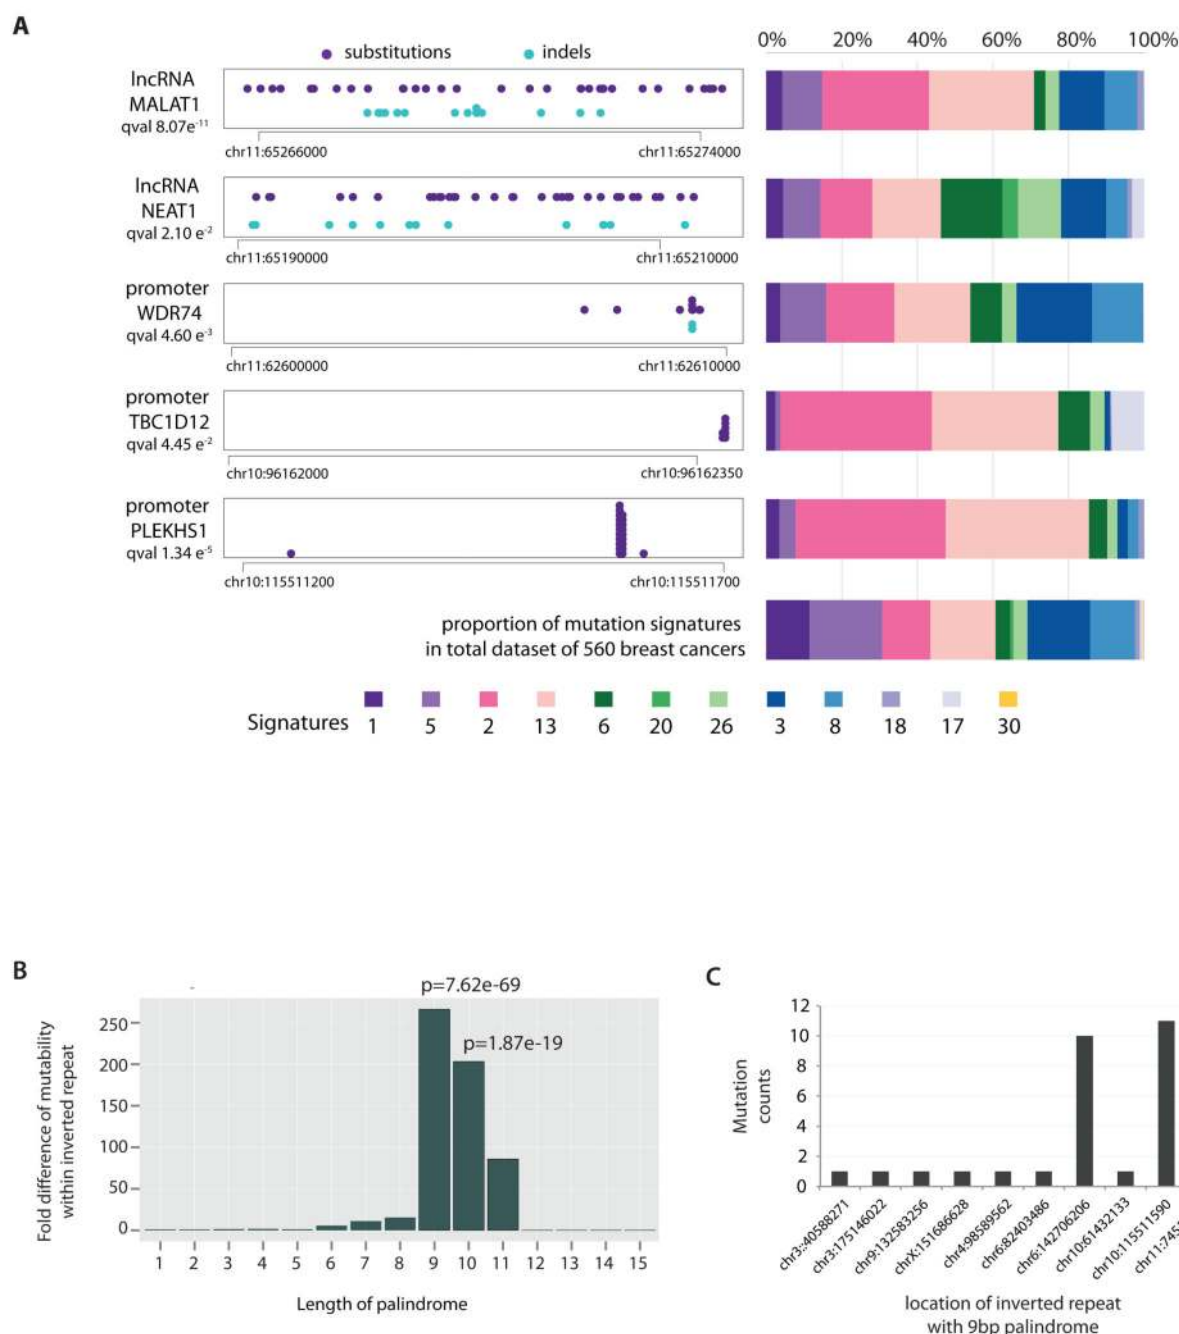 A
substitutions
indels
0% 20% 40% 60% 80% 100%
lncRNA
MALAT1
qval 8.07e-11
chr11:65266000
chr11:65274000
lncRNA
NEAT1
qval 2.10 e-2
chr11:65190000
chr11:65210000
promoter
WDR74
qval 4.60 e-3
chr11:62600000
chr11:62610000
promoter
TBC1D12
qval 4.45 e-2
chr10:96162000
chr10:96162350
promoter
PLEKHS1
qval 1.34 e-5
chr10:115511200
chr10:115511700
proportion of mutation signatures
in total dataset of 560 breast cancers
Signatures 1 5 2 13 6 20 26 3 8 18 17 30
B
p=7.62e-69
p=1.87e-19
Fold difference of mutability
within inverted repeat
250
200
150
100
50
0
1 2 3 4 5 6 7 8 9 10 11 12 13 14 15
Length of palindrome
C
Mutation
counts
12
10
8
6
4
2
0
chr3::40588271
chr3:175146022
chr9:132583256
chrX:151686628
chr4:98589562
chr6:82403486
chr6:142706206
chr10:61432133
chr10:115511590
chr11:745
location of inverted repeat
with 9bp palindrome